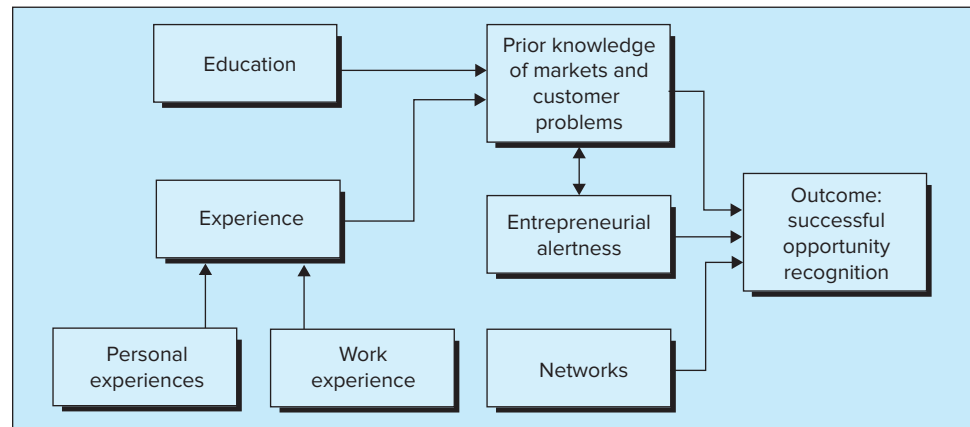 Education
Prior knowledge
of markets and
customer
problems
Experience
Entrepreneurial
alertness
Outcome:
successful
opportunity
recognition
Personal
experiences
Work
experience
Networks